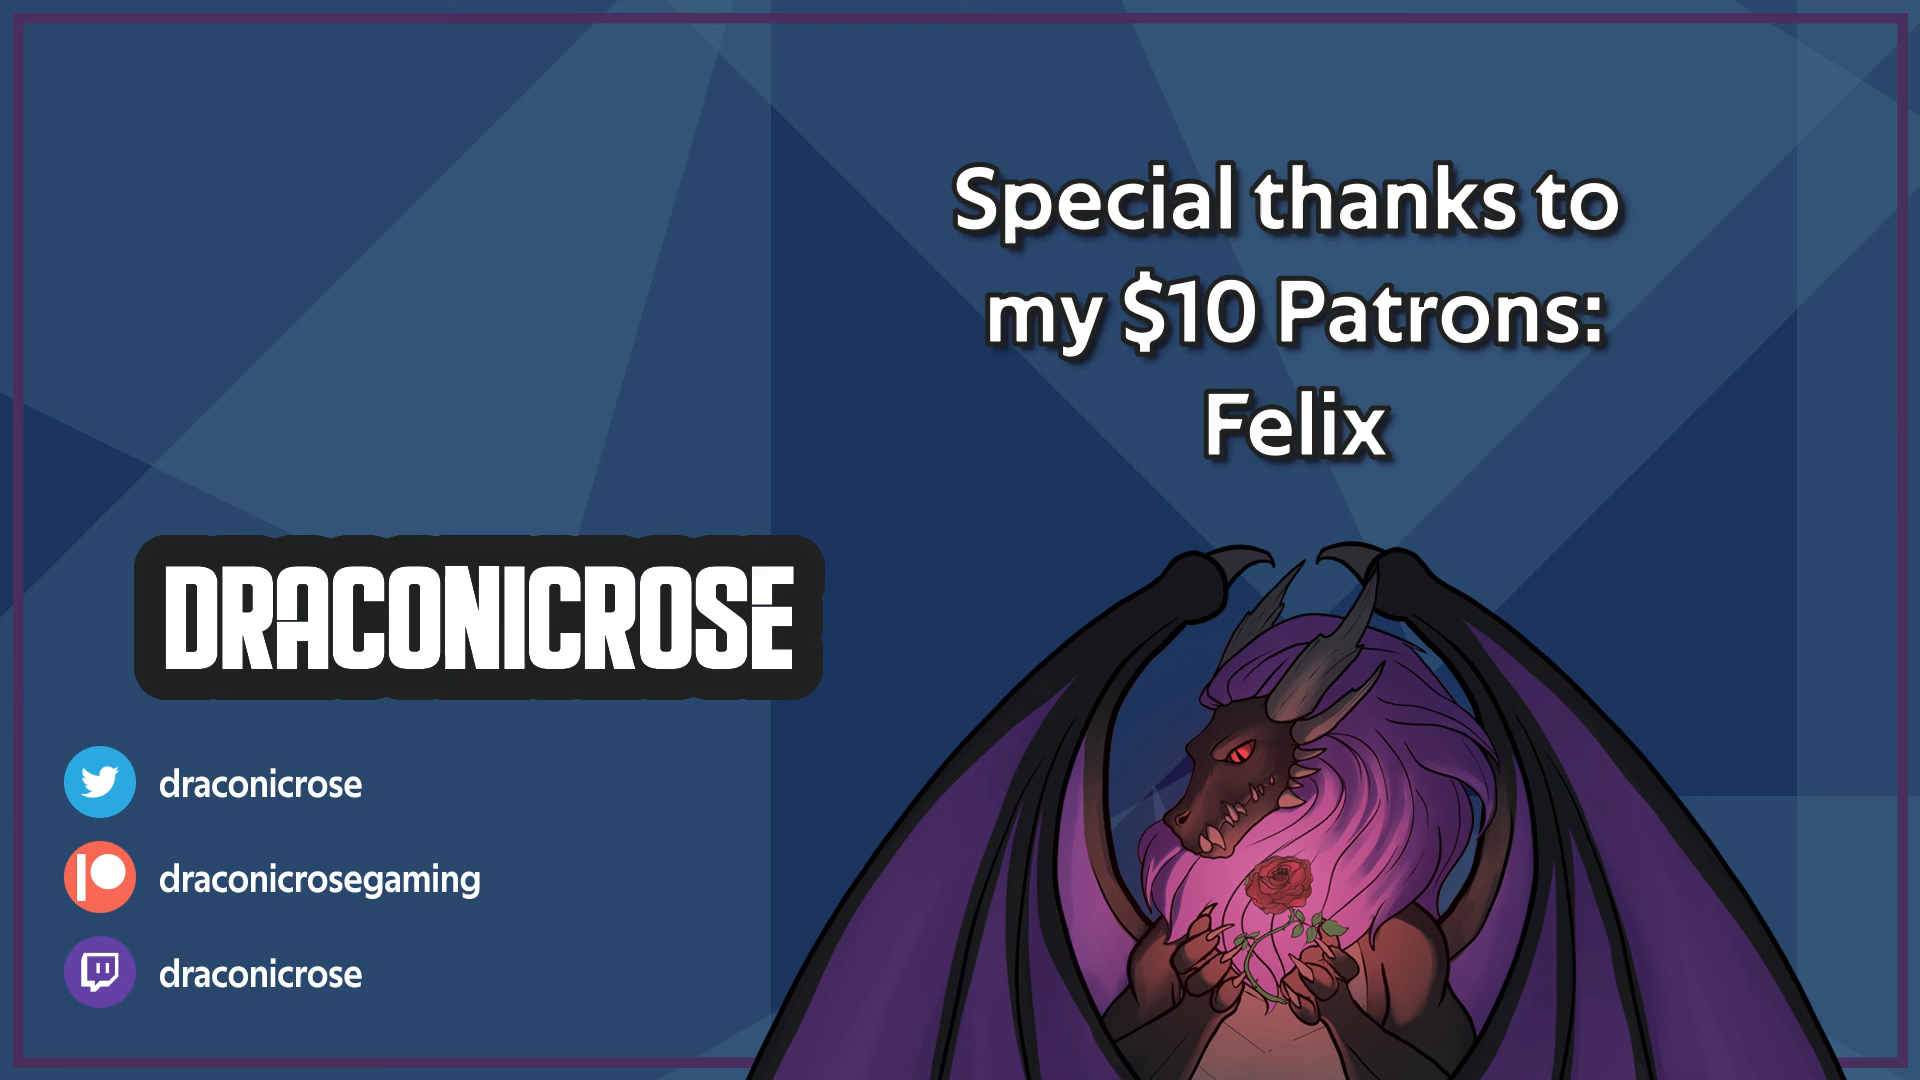 Special thanks to
my $10 Patrons:
Felix
DRACONICROSE
draconicrose
draconicrosegaming
draconicrose